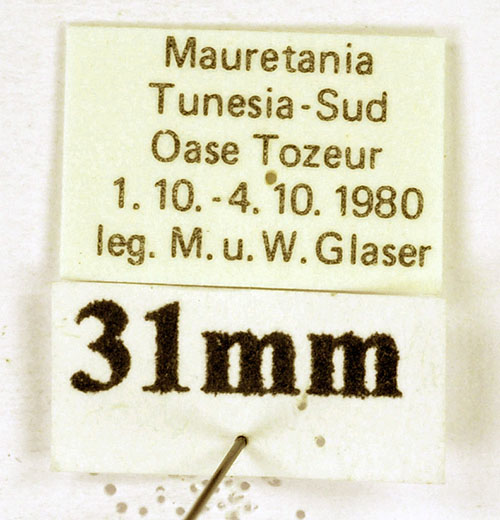 Mauretania
Tunesia-Sud
Oase Tozeur
1. 10. - 4. 10. 1980
leg. M. u. W. Glaser
31mm